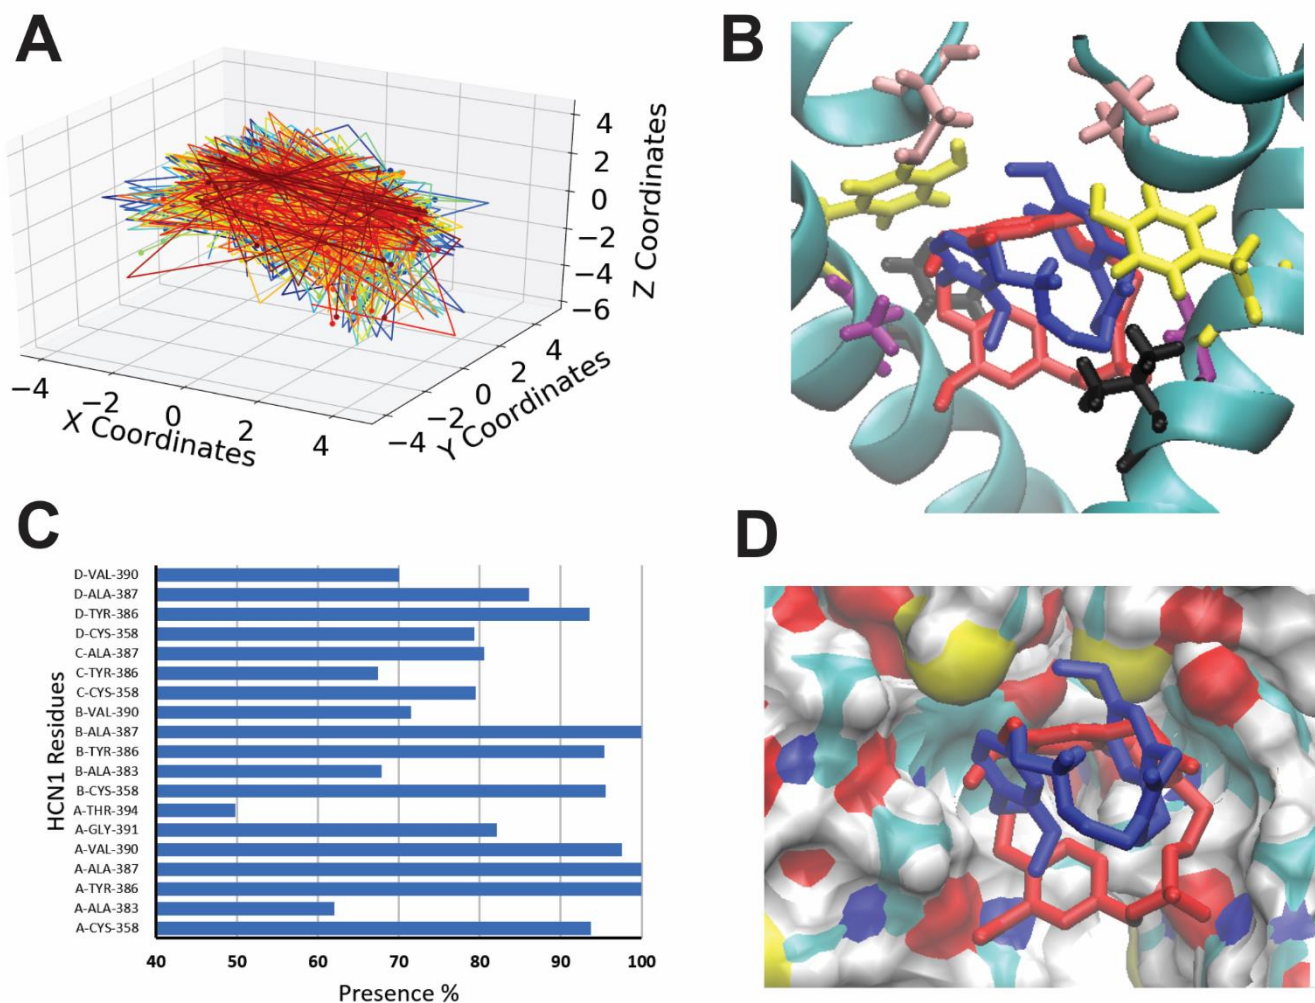 A
4
2
0
−2
−4
−6
Z Coordinates
−4
−2
0
2
4
X Coordinates
−4
−2
0
2
4
Y Coordinates
B
C
HCN1 Residues
D-VAL-390
D-ALA-387
D-TYR-386
D-CYS-358
C-ALA-387
C-TYR-386
C-CYS-358
B-VAL-390
B-ALA-387
B-TYR-386
B-ALA-383
B-CYS-358
A-THR-394
A-GLY-391
A-VAL-390
A-ALA-387
A-TYR-386
A-ALA-383
A-CYS-358
40 50 60 70 80 90 100
Presence %
D